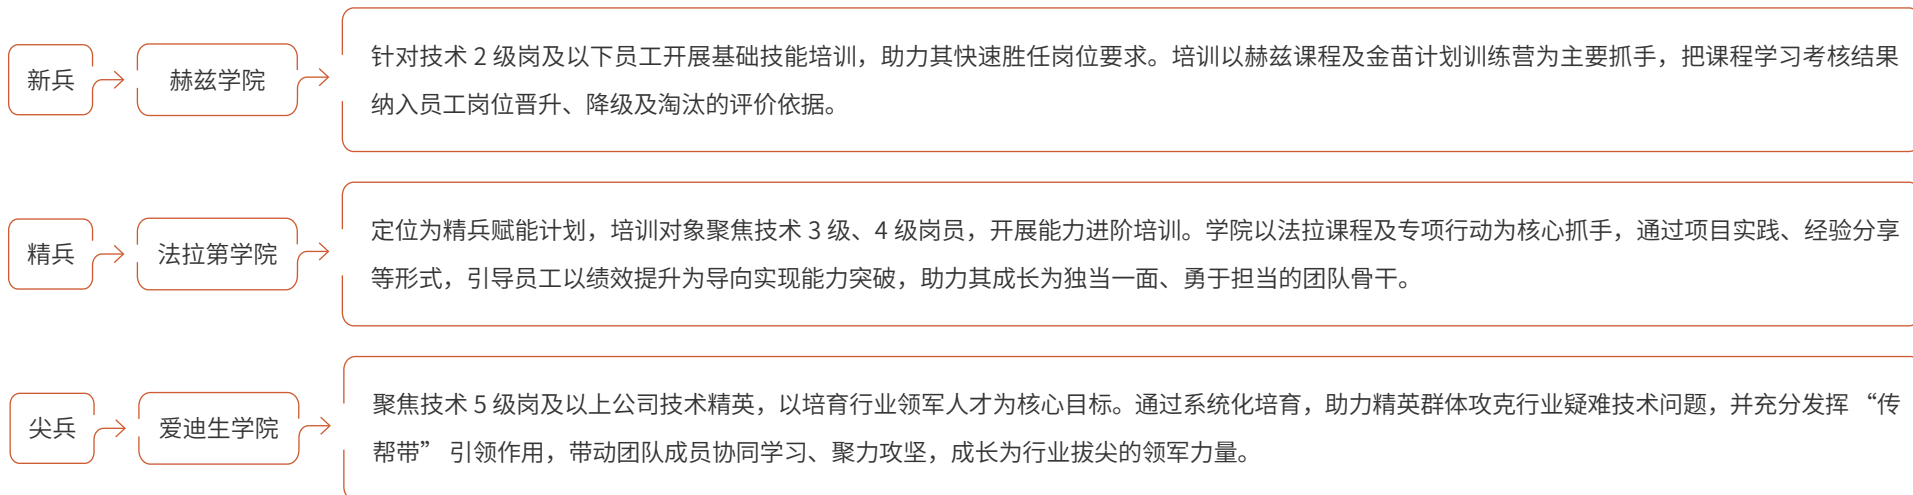 新兵
赫兹学院
针对技术 2 级岗及以下员工开展基础技能培训，助力其快速胜任岗位要求。培训以赫兹课程及金苗计划训练营为主要抓手，把课程学习考核结果
纳入员工岗位晋升、降级及淘汰的评价依据。
精兵
法拉第学院
定位为精兵赋能计划，培训对象聚焦技术 3 级、4 级岗员，开展能力进阶培训。学院以法拉课程及专项行动为核心抓手，通过项目实践、经验分享
等形式，引导员工以绩效提升为导向实现能力突破，助力其成长为独当一面、勇于担当的团队骨干。
尖兵
爱迪生学院
聚焦技术 5 级岗及以上公司技术精英，以培育行业领军人才为核心目标。通过系统化培育，助力精英群体攻克行业疑难技术问题，并充分发挥 “传
帮带” 引领作用，带动团队成员协同学习、聚力攻坚，成长为行业拔尖的领军力量。